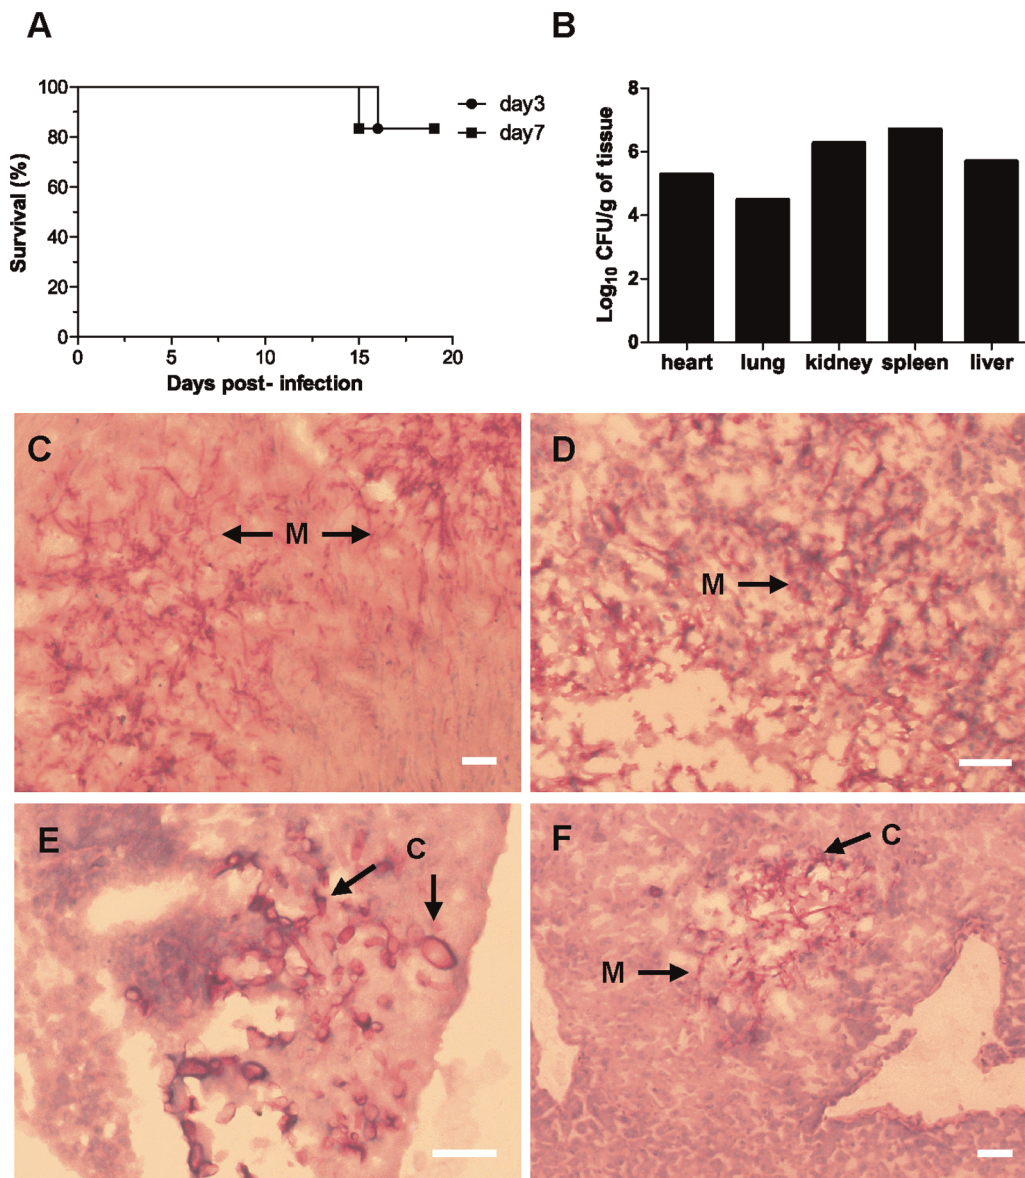 A
B
Survival (%)
100
80
60
40
20
0
0 5 10 15 20
Days post- infection
day3
day7
Log10 CFU/g of tissue
8
6
4
2
0
heart lung kidney spleen liver
C
M
D
M
E
C
F
C
M